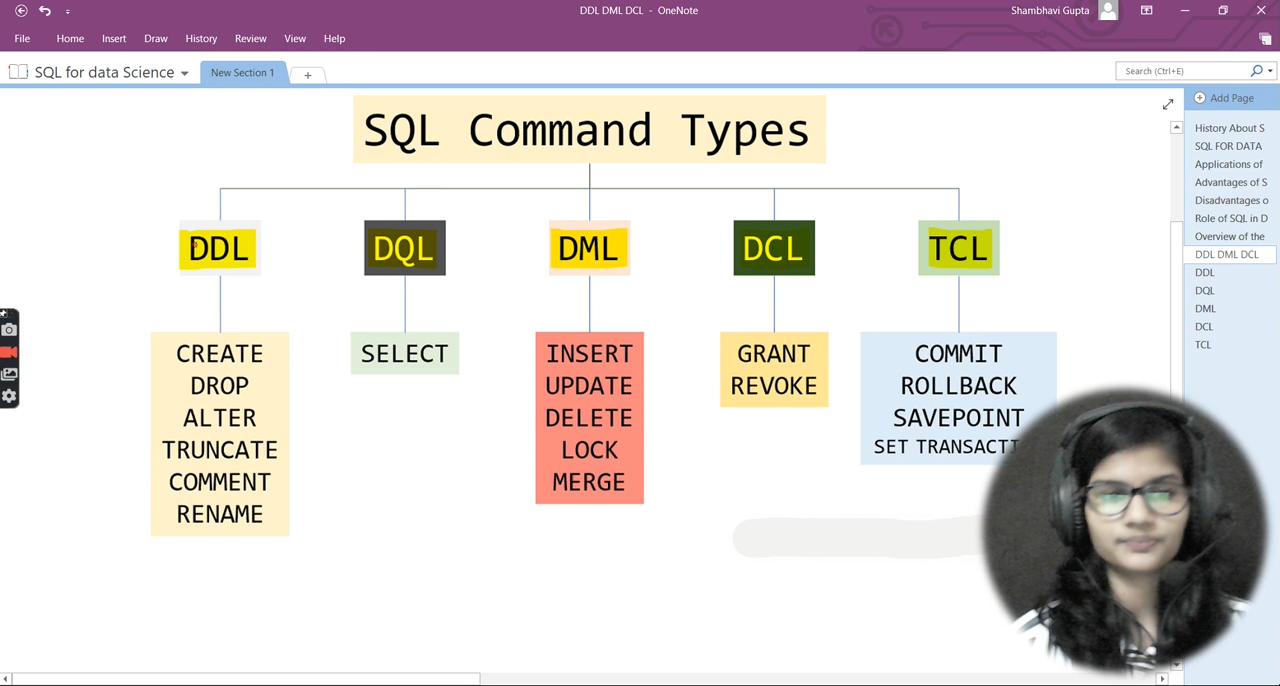 DDL DML DCL - OneNote
Shambhavi Gupta
File Home Insert Draw History Review View Help
SQL for data Science
New Section 1
+
Search (Ctrl+E)
Add Page
SQL Command Types
DDL DQL DML DCL TCL
CREATE
DROP
ALTER
TRUNCATE
COMMENT
RENAME
SELECT
INSERT
UPDATE
DELETE
LOCK
MERGE
GRANT
REVOKE
COMMIT
ROLLBACK
SAVEPOINT
SET TRANSACTI
History About S
SQL FOR DATA
Applications of
Advantages of S
Disadvantages o
Role of SQL in D
Overview of the
DDL DML DCL
DDL
DQL
DML
DCL
TCL